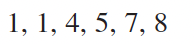 1, 1, 4, 5, 7, 8